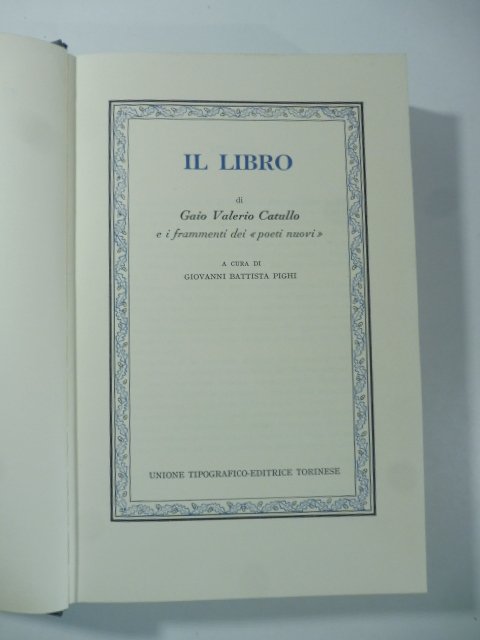 IL LIBRO
di
Gaio Valerio Catullo
e i frammenti dei «poeti nuovi»
A CURA DI
GIOVANNI BATTISTA PIGHI
UNIONE TIPOGRAFICO-EDITRICE TORINESE